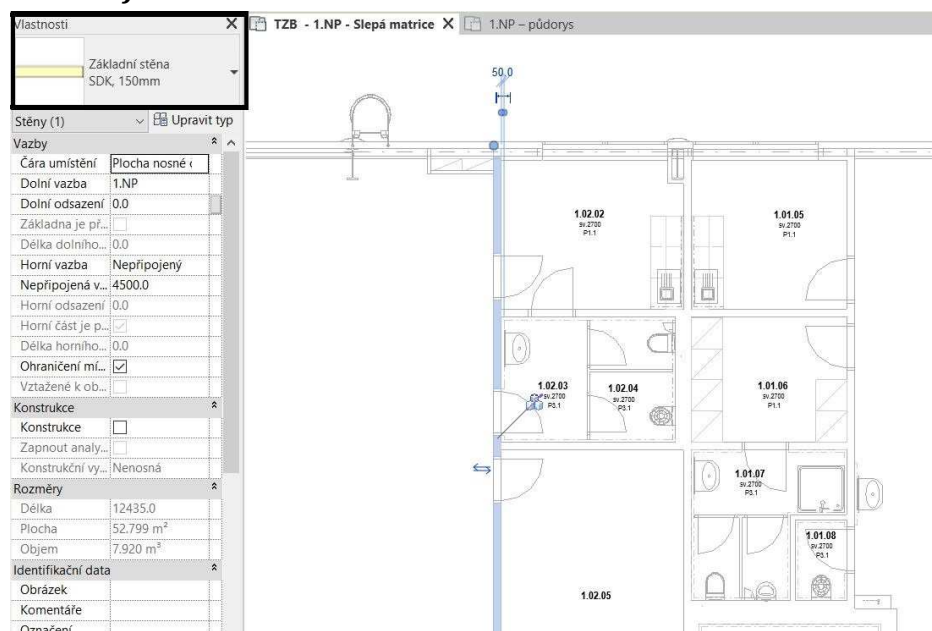 Vlastnosti X
Základní stěna
SDK, 150mm
Stěny (1) Upravit typ
Vazby
Čára umístění Plocha nosné č
Dolní vazba 1.NP
Dolní odsazení 0.0
Základna je př...
Délka dolního... 0.0
Horní vazba Nepřipojený
Nepřipojená v... 4500.0
Horní odsazení 0.0
Horní část je p...
Délka horního... 0.0
Ohraničení mí...
Vztažené k ob...
Konstrukce
Konstrukce
Zapnout analy...
Konstrukční vy... Nenosná
Rozměry
Délka 12435.0
Plocha 52.799 m²
Objem 7.920 m³
Identifikační data
Obrázek
Komentáře
Označení
TZB - 1.NP - Slepá matrice X 1.NP – půdorys
50.0
1.02.02
sv.2700
P1.1
1.01.05
sv.2700
P1.1
1.02.03
sv.2700
P3.1
1.02.04
sv.2700
P3.1
1.01.06
sv.2700
P1.1
1.01.07
sv.2700
P3.1
1.01.08
sv.2700
P3.1
1.02.05